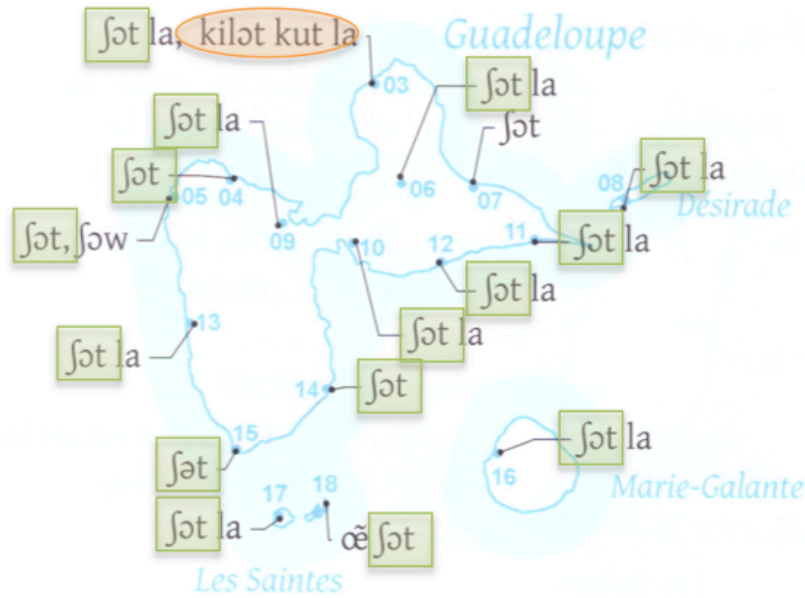 ʃɔt la, kilɔt kut la
Guadeloupe
03
ʃɔt la
ʃɔt la
ʃɔt
ʃɔt
ʃɔt la
05
04
06
07
08
Désirade
ʃɔt, ʃɔw
09
10
12
11
ʃɔt la
ʃɔt la
13
ʃɔt la
ʃɔt la
14
ʃɔt
15
ʃɔt la
ʃət
16
Marie-Galante
17
18
ʃɔt la
œ̃ ʃɔt
Les Saintes